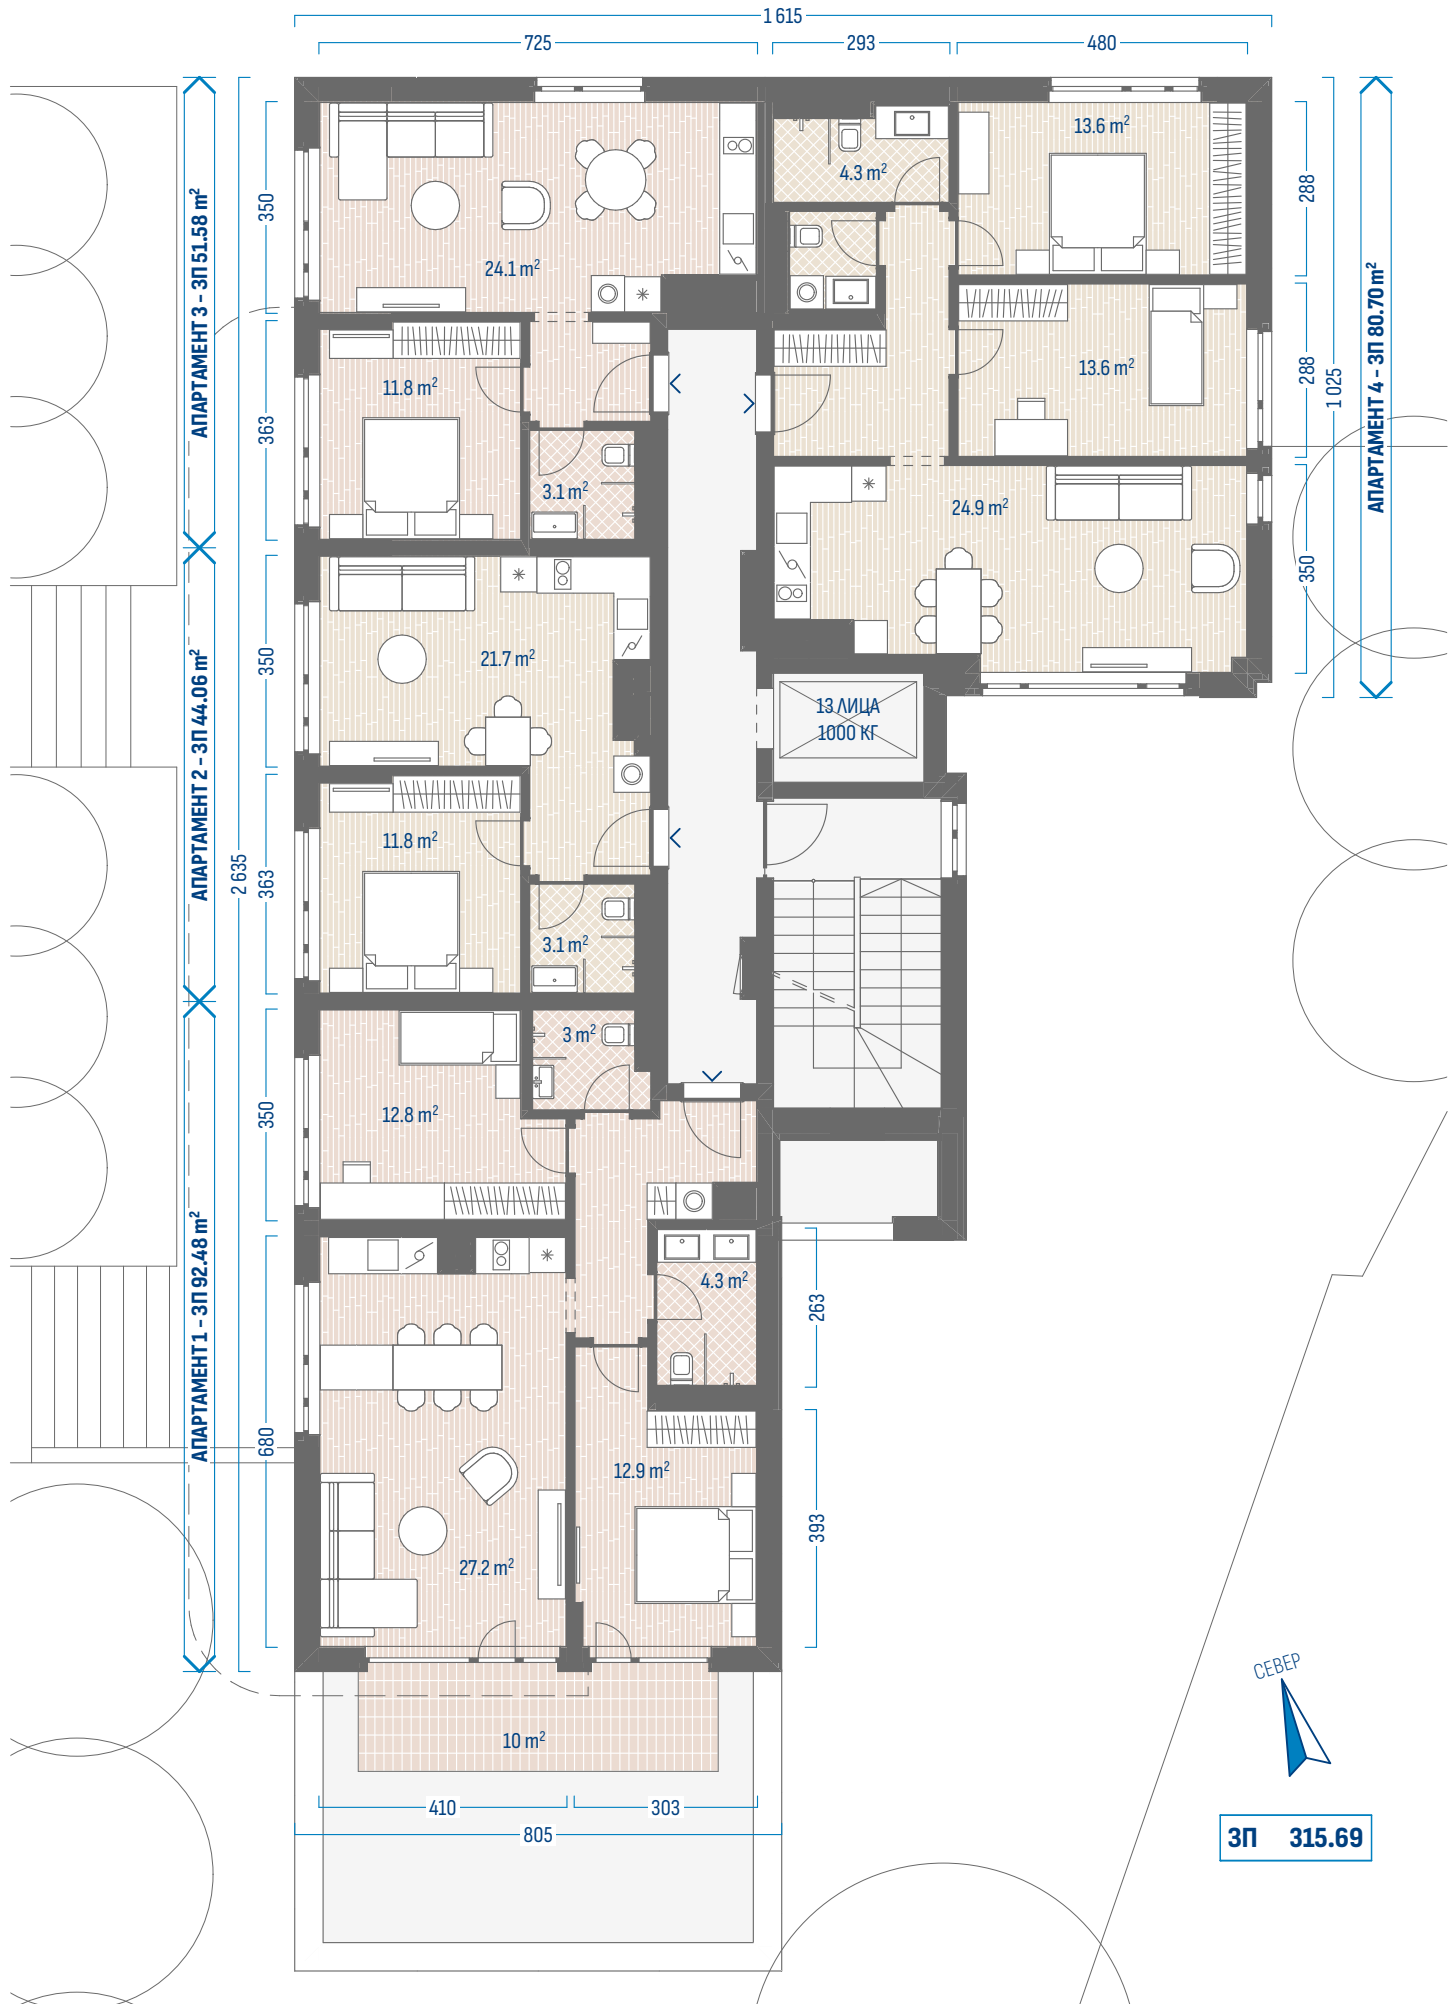 1 615
725
293
480
АПАРТАМЕНТ 3 - ЗП 51.58 m²
350
24.1 m²
4.3 m²
13.6 m²
288
АПАРТАМЕНТ 4 - ЗП 80.70 m²
1 025
363
11.8 m²
3.1 m²
13.6 m²
288
24.9 m²
350
АПАРТАМЕНТ 2 - ЗП 44.06 m²
350
21.7 m²
13 ЛИЦА
1000 КГ
2 635
363
11.8 m²
3.1 m²
АПАРТАМЕНТ 1 - ЗП 92.48 m²
350
3 m²
12.8 m²
4.3 m²
263
680
12.9 m²
393
27.2 m²
10 m²
410
303
805
СЕВЕР
ЗП 315.69